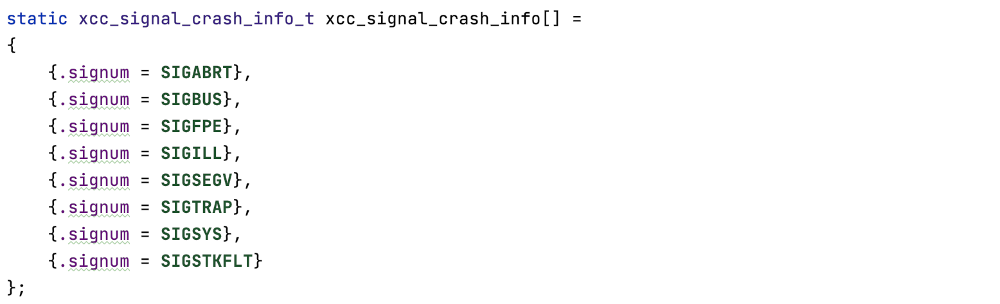 static xcc_signal_crash_info_t xcc_signal_crash_info[] =
{
    {.signum = SIGABRT},
    {.signum = SIGBUS},
    {.signum = SIGFPE},
    {.signum = SIGILL},
    {.signum = SIGSEGV},
    {.signum = SIGTRAP},
    {.signum = SIGSYS},
    {.signum = SIGSTKFLT}
};